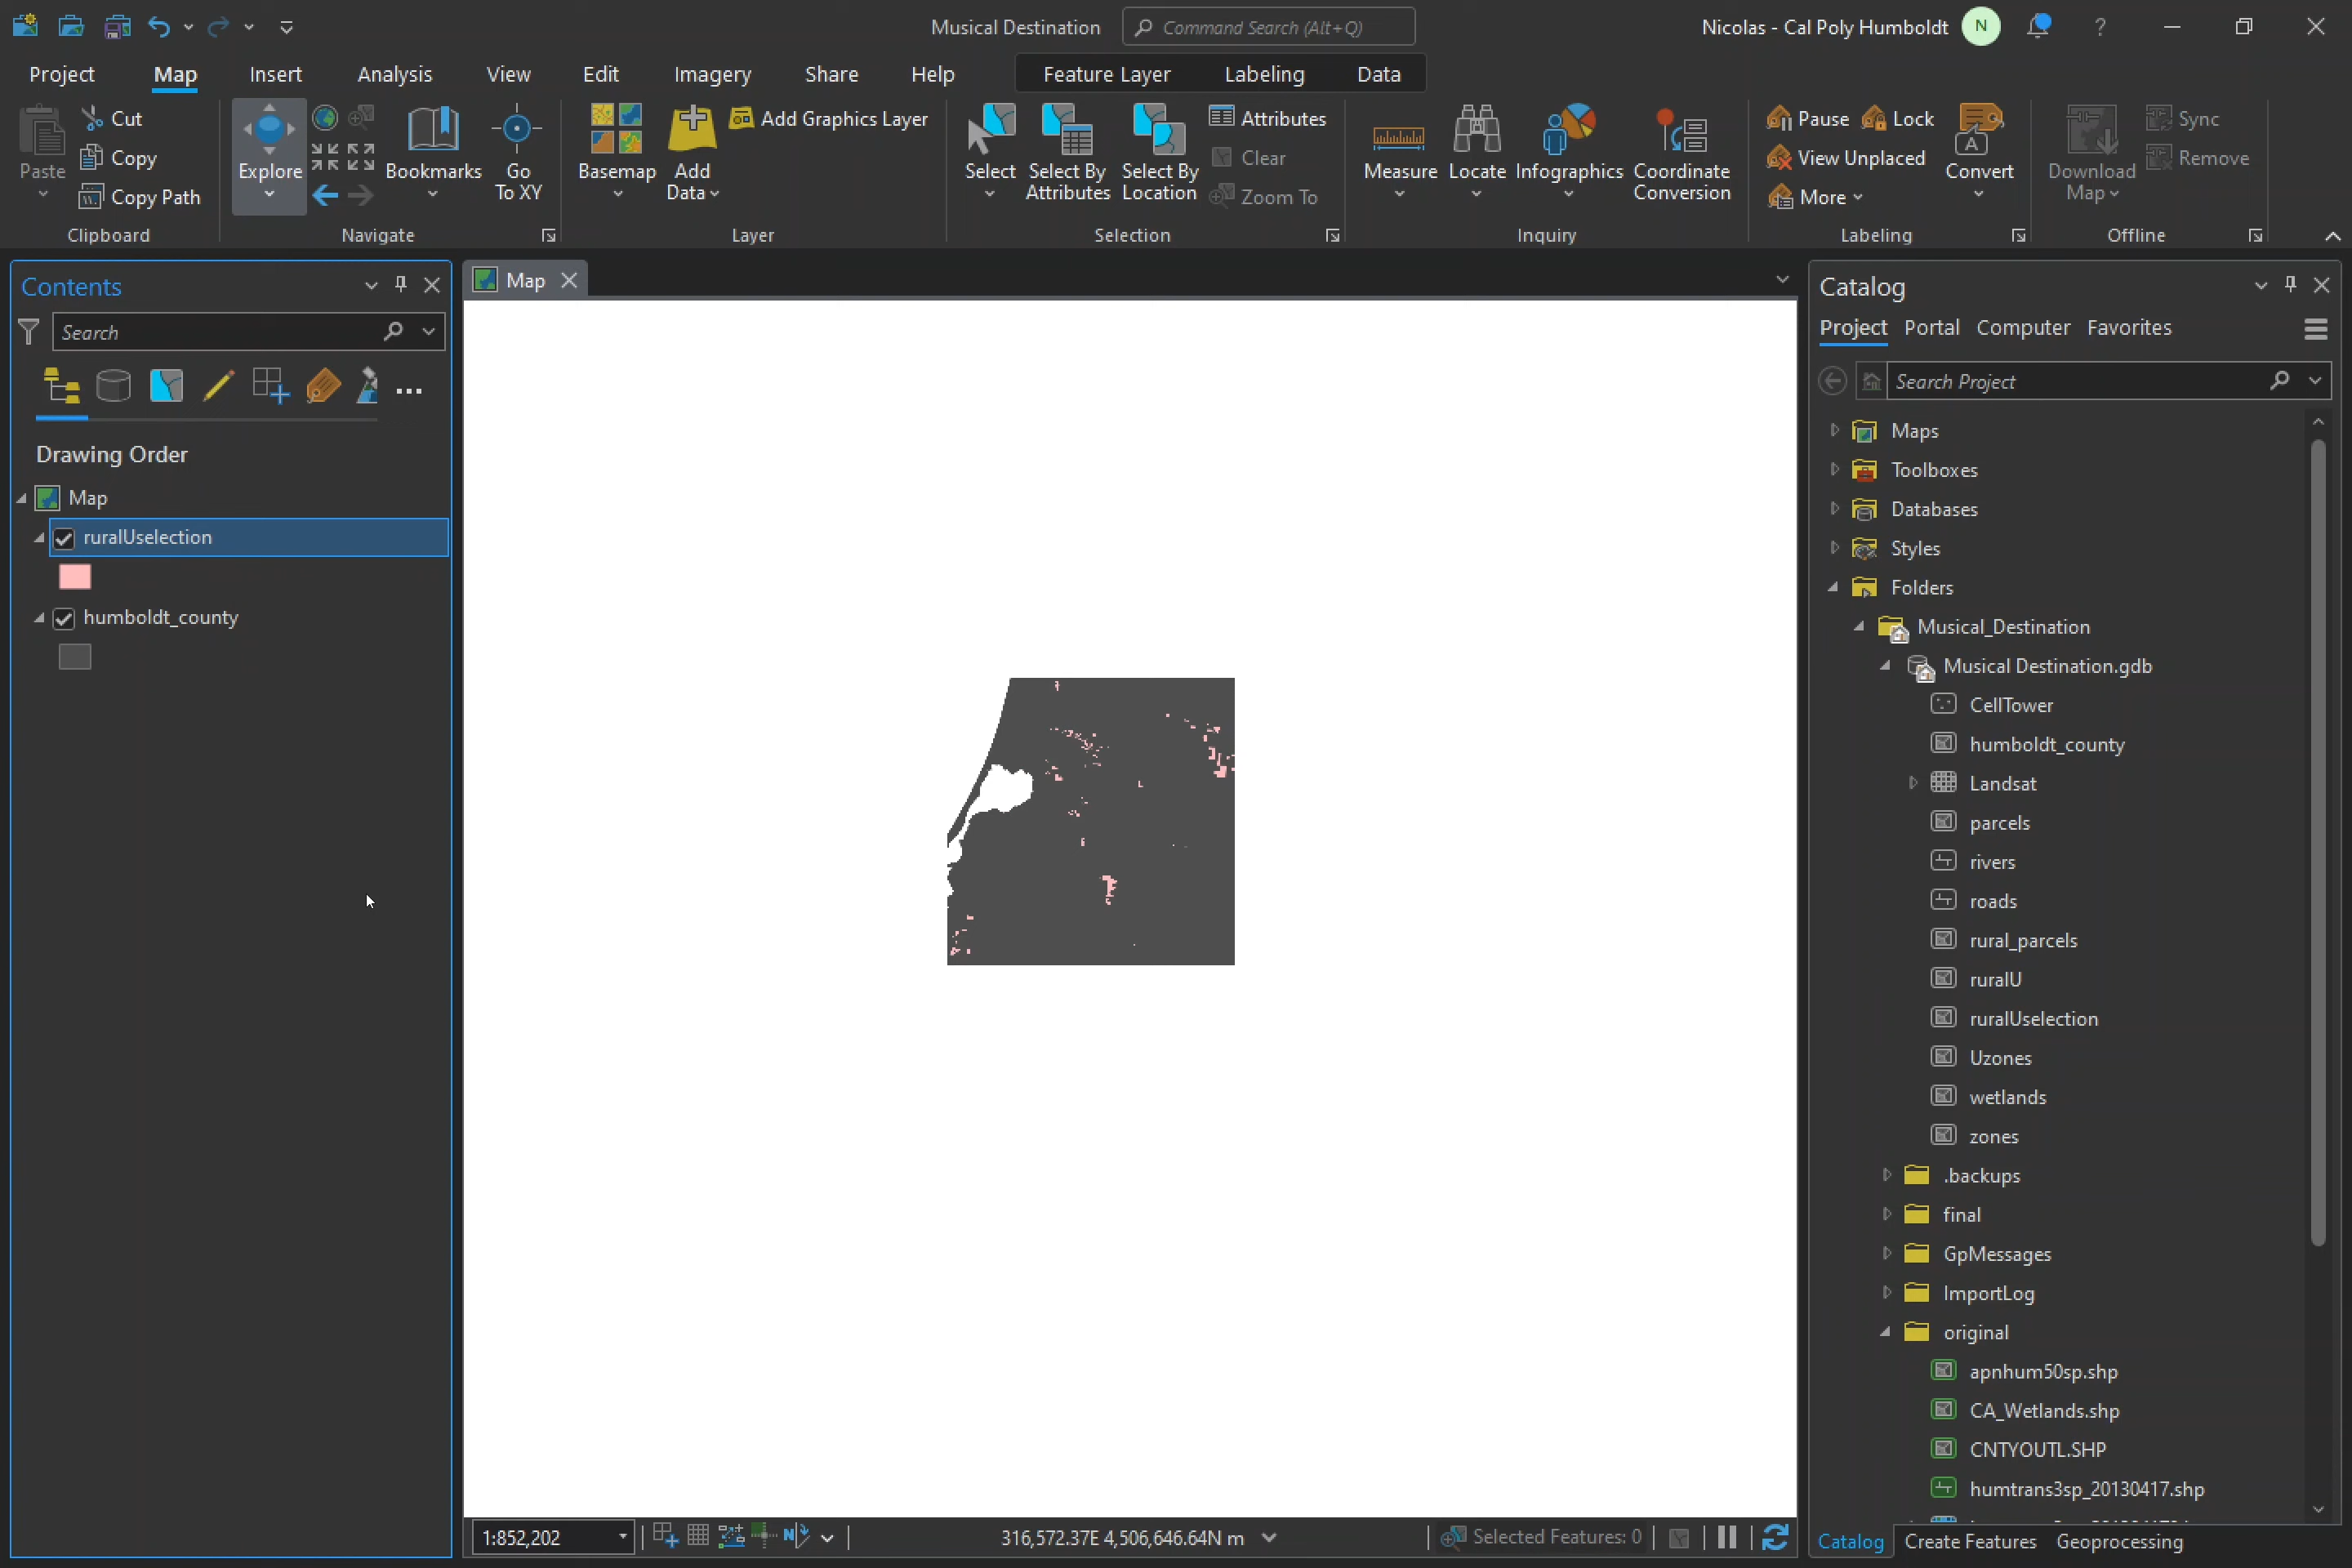 Musical Destination
Command Search (Alt+Q)
Nicolas - Cal Poly Humboldt
N
?
Project
Map
Insert
Analysis
View
Edit
Imagery
Share
Help
Feature Layer
Labeling
Data
Paste
Cut
Copy
Copy Path
Clipboard
Explore
Bookmarks
Go To XY
Navigate
Basemap
Add Data
Add Graphics Layer
Layer
Select
Select By Attributes
Select By Location
Attributes
Clear
Zoom To
Selection
Measure
Locate
Infographics
Coordinate Conversion
Inquiry
Pause
Lock
View Unplaced
More
A
Convert
Labeling
Download Map
Sync
Remove
Offline
Contents
Search
Drawing Order
Map
ruralUselection
humboldt_county
Map
1:852,202
316,572.37E 4,506,646.64N m
Selected Features: 0
Catalog
Project
Portal
Computer
Favorites
Search Project
Maps
Toolboxes
Databases
Styles
Folders
Musical_Destination
Musical Destination.gdb
CellTower
humboldt_county
Landsat
parcels
rivers
roads
rural_parcels
ruralU
ruralUselection
Uzones
wetlands
zones
.backups
final
GpMessages
ImportLog
original
apnhum50sp.shp
CA_Wetlands.shp
CNTYOUTL.SHP
humtrans3sp_20130417.shp
Catalog
Create Features
Geoprocessing